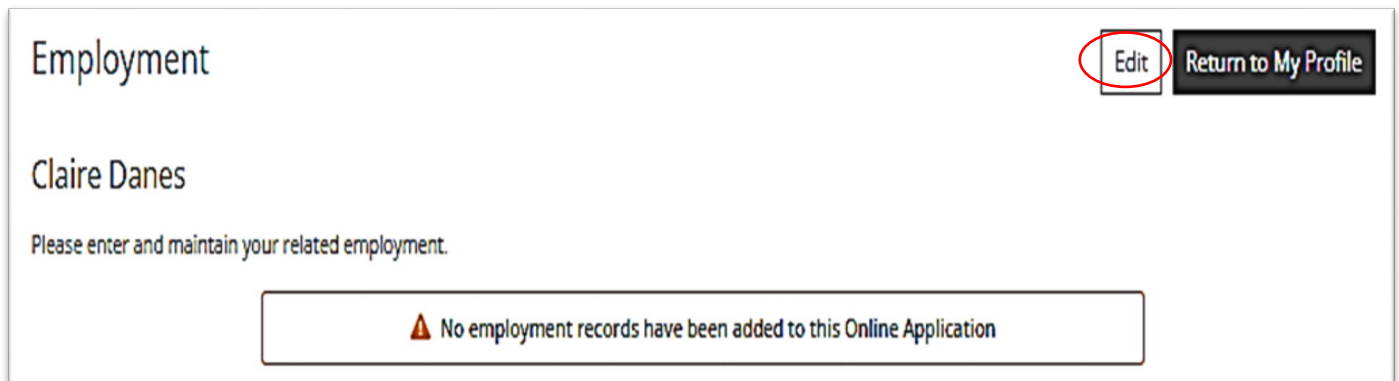 Employment
Edit
Return to My Profile
Claire Danes
Please enter and maintain your related employment.
No employment records have been added to this Online Application